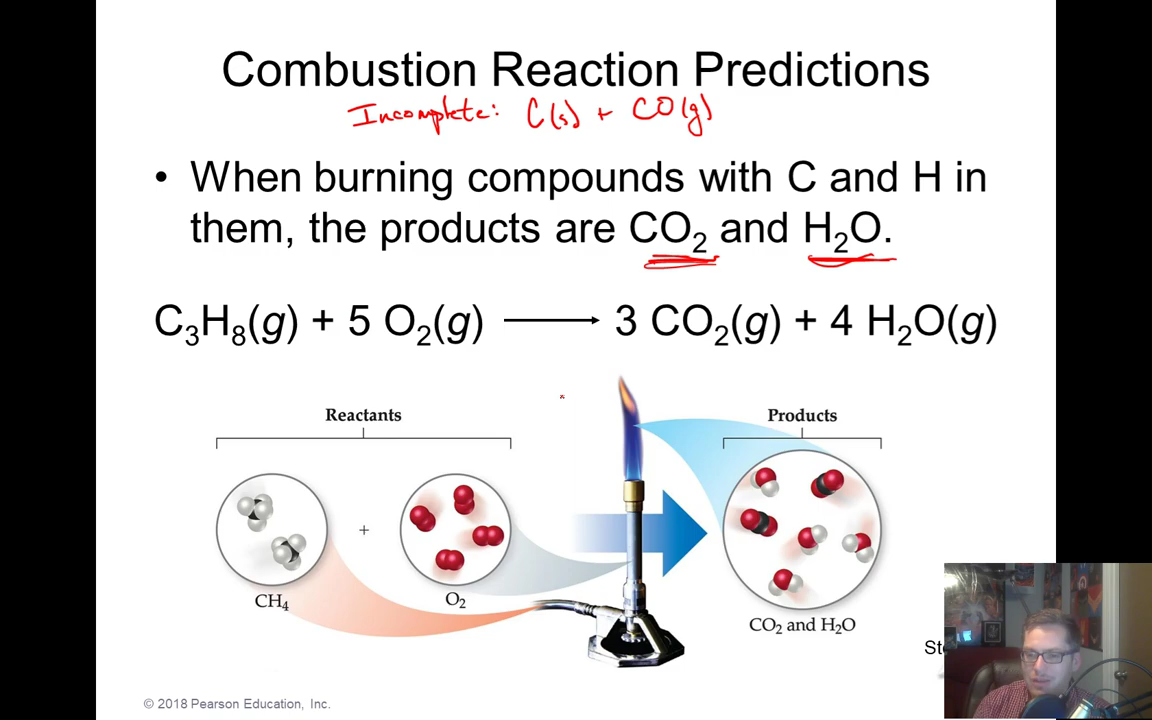 Combustion Reaction Predictions
Incomplete: C(s) + CO(g)
• When burning compounds with C and H in
them, the products are CO₂ and H₂O.
C₃H₈(g) + 5 O₂(g) ⟶ 3 CO₂(g) + 4 H₂O(g)
Reactants
Products
+
CH₄
O₂
CO₂ and H₂O
© 2018 Pearson Education, Inc.